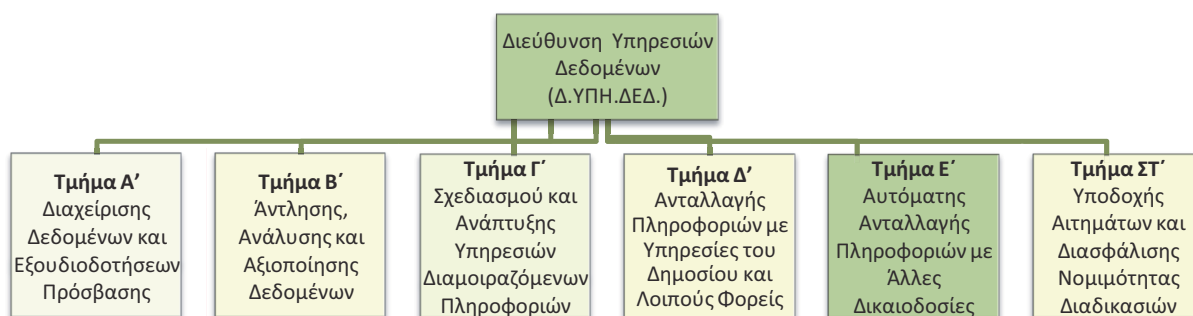 Διεύθυνση Υπηρεσιών
Δεδομένων
(Δ.ΥΠΗ.ΔΕΔ.)
Τμήμα Α’
Διαχείρισης
Δεδομένων και
Εξουδιοδοτήσεων
Πρόσβασης
Τμήμα Β΄
Άντλησης,
Ανάλυσης και
Αξιοποίησης
Δεδομένων
Τμήμα Γ΄
Σχεδιασμού και
Ανάπτυξης
Υπηρεσιών
Διαμοιραζόμενων
Πληροφοριών
Τμήμα Δ’
Ανταλλαγής
Πληροφοριών με
Υπηρεσίες του
Δημοσίου και
Λοιπούς Φορείς
Τμήμα Ε΄
Αυτόματης
Ανταλλαγής
Πληροφοριών με
Άλλες
Δικαιοδοσίες
Τμήμα ΣΤ΄
Υποδοχής
Αιτημάτων και
Διασφάλισης
Νομιμότητας
Διαδικασιών